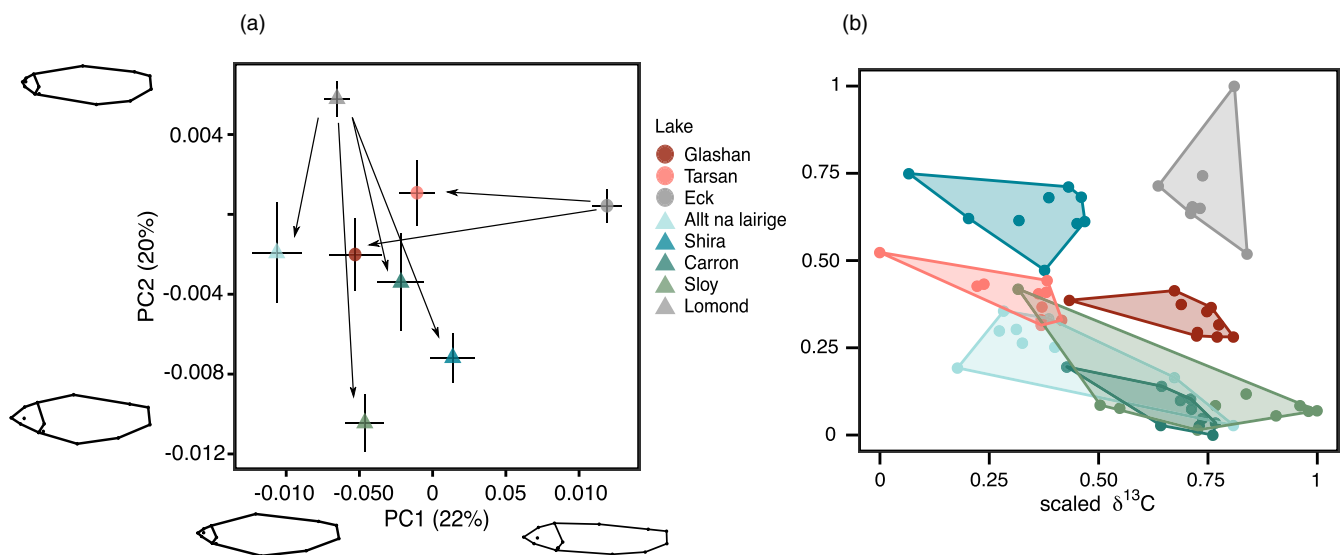 (a)
(b)
0.004
-0.004
-0.008
-0.012
PC2 (20%)
-0.010
-0.050
0
0.05
0.010
PC1 (22%)
Lake
Glashan
Tarsan
Eck
Allt na lairige
Shira
Carron
Sloy
Lomond
1
0.75
0.50
0.25
0
0
0.25
0.50
0.75
1
scaled δ¹³C